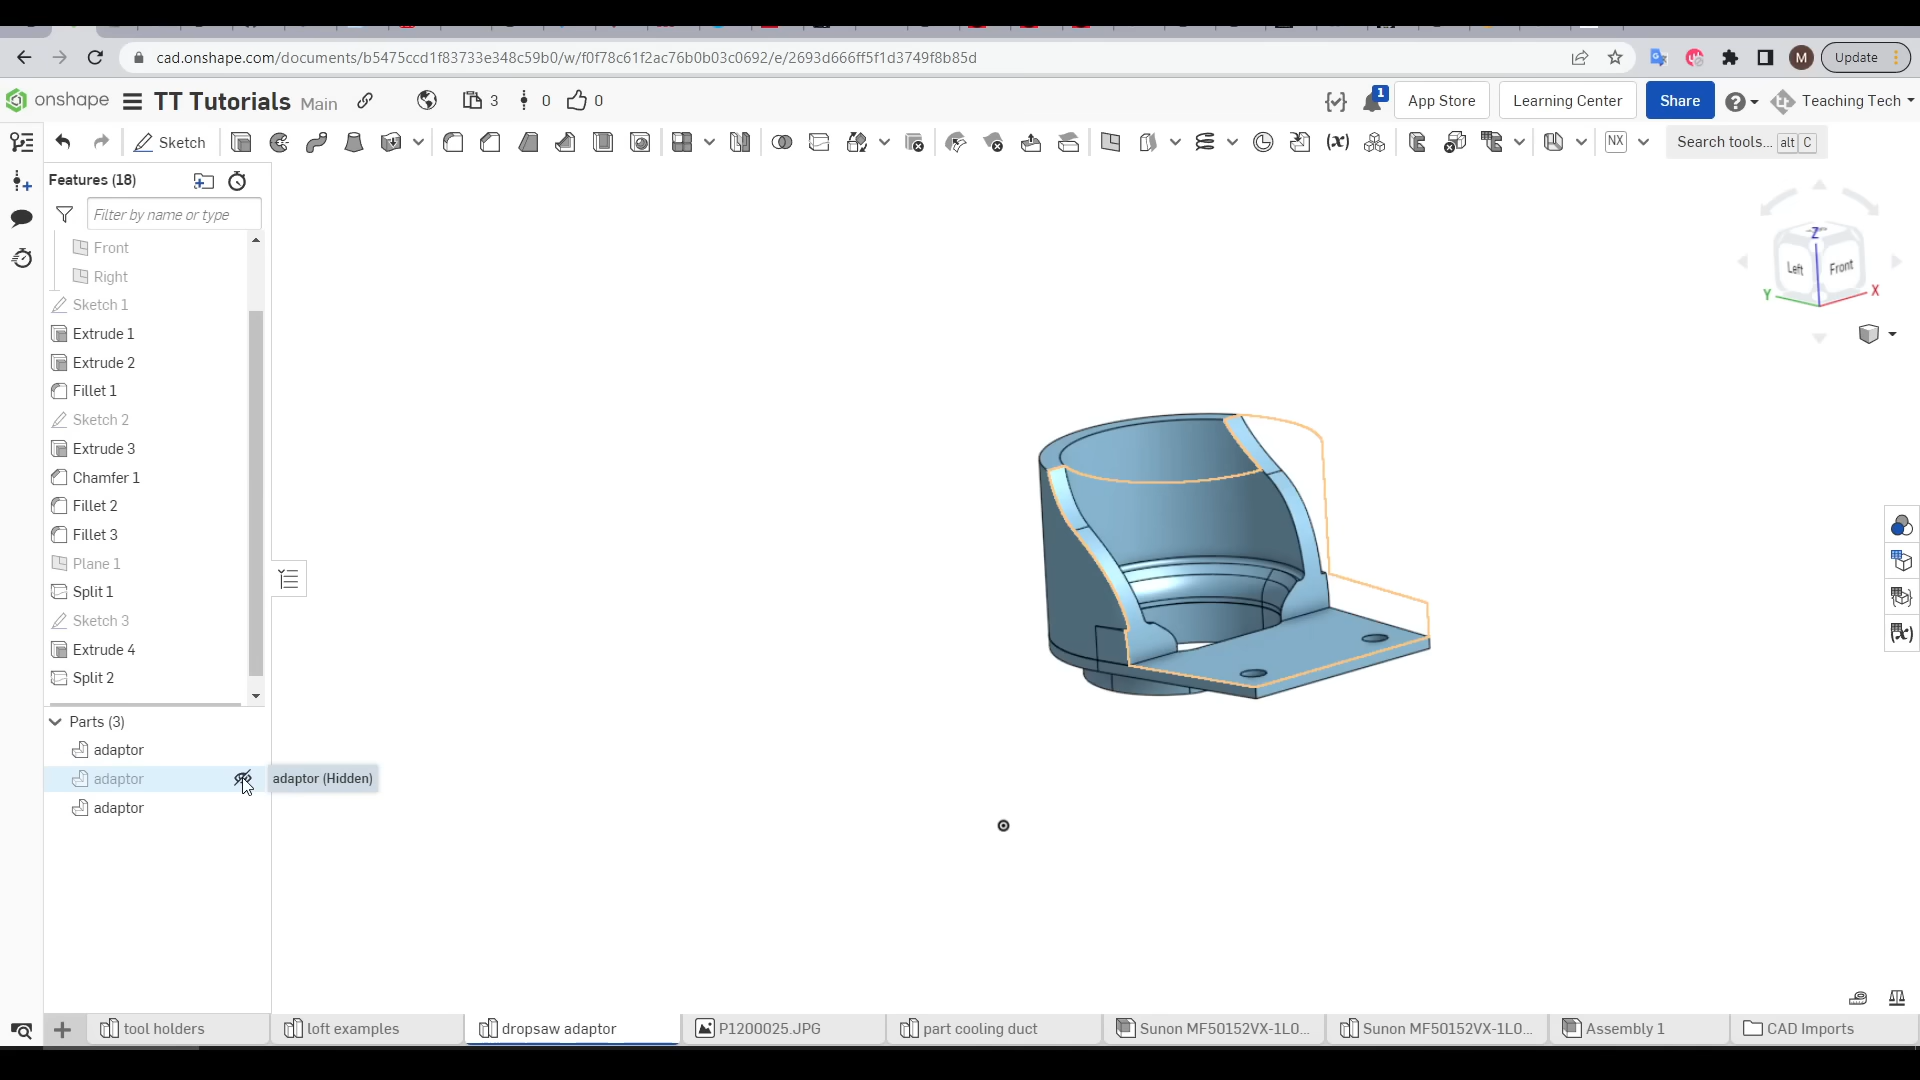 cad.onshape.com/documents/b5475ccd1f83733e348c59b0/w/f0f78c61f2ac76b0b03c0692/e/2693d666ff5f1d3749f8b85d
M
Update
onshape
TT Tutorials Main
3
0
0
1
App Store
Learning Center
Share
Teaching Tech
Sketch
(x)
NX
Search tools... alt C
Features (18)
Filter by name or type
Front
Right
Sketch 1
Extrude 1
Extrude 2
Fillet 1
Sketch 2
Extrude 3
Chamfer 1
Fillet 2
Fillet 3
Plane 1
Split 1
Sketch 3
Extrude 4
Split 2
Parts (3)
adaptor
adaptor
adaptor (Hidden)
adaptor
Z
Left
Front
Y
X
(x)
tool holders
loft examples
dropsaw adaptor
P1200025.JPG
part cooling duct
Sunon MF50152VX-1L0...
Sunon MF50152VX-1L0...
Assembly 1
CAD Imports